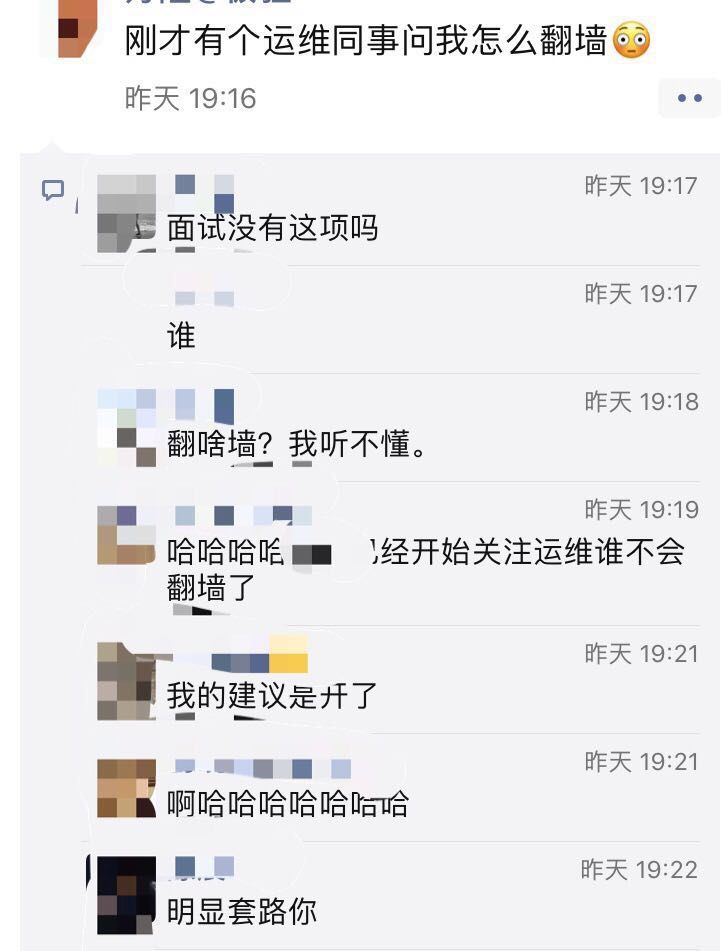 刚才有个运维同事问我怎么翻墙😳
昨天 19:16
昨天 19:17
面试没有这项吗
昨天 19:17
谁
昨天 19:18
翻啥墙？我听不懂。
昨天 19:19
哈哈哈哈 已经开始关注运维谁不会
翻墙了
昨天 19:21
我的建议是开了
昨天 19:21
啊哈哈哈哈哈哈哈
昨天 19:22
明显套路你